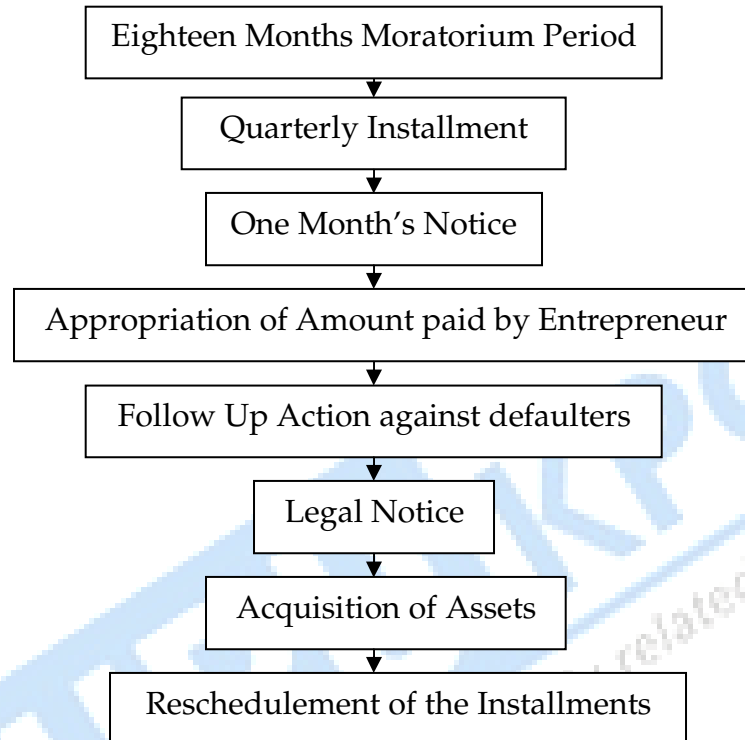 Eighteen Months Moratorium Period
Quarterly Installment
One Month's Notice
Appropriation of Amount paid by Entrepreneur
Follow Up Action against defaulters
Legal Notice
Acquisition of Assets
Reschedulement of the Installments
related